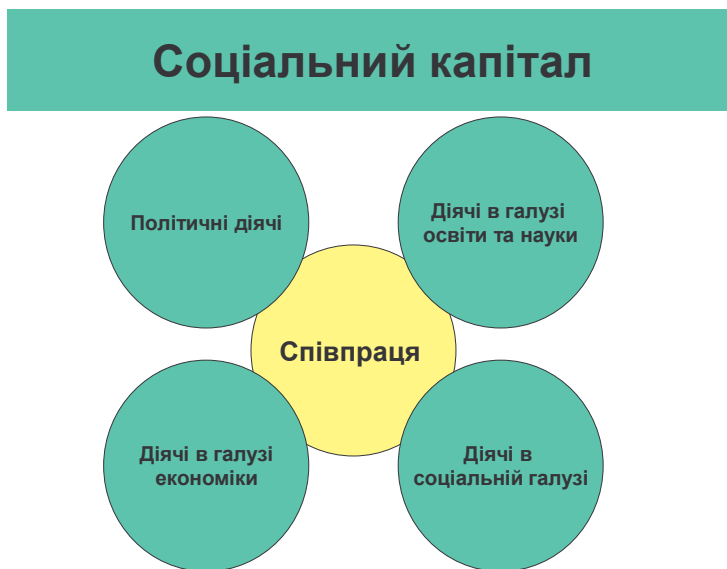 Соціальний капітал
Політичні діячі
Діячі в галузі
освіти та науки
Співпраця
Діячі в галузі
економіки
Діячі в
соціальній галузі